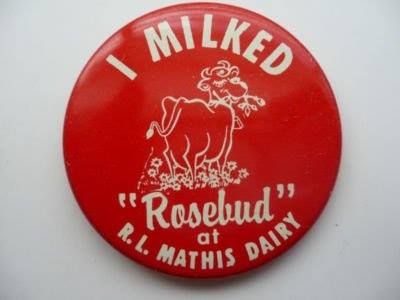 I MILKED
"Rosebud"
at
R.L. MATHIS DAIRY